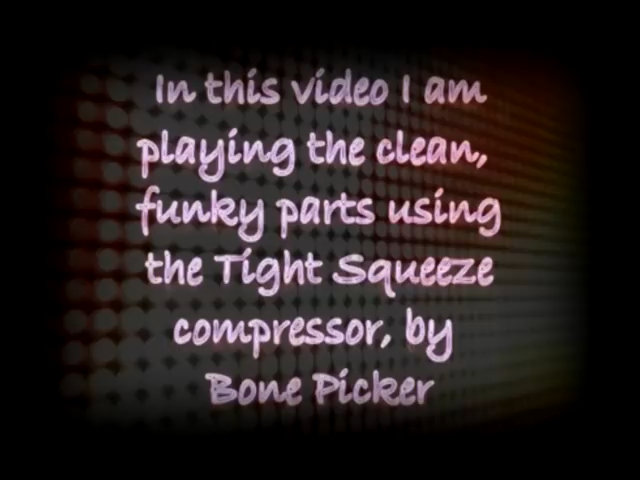 In this video I am
playing the clean,
funky parts using
the Tight Squeeze
compressor, by
Bone Picker